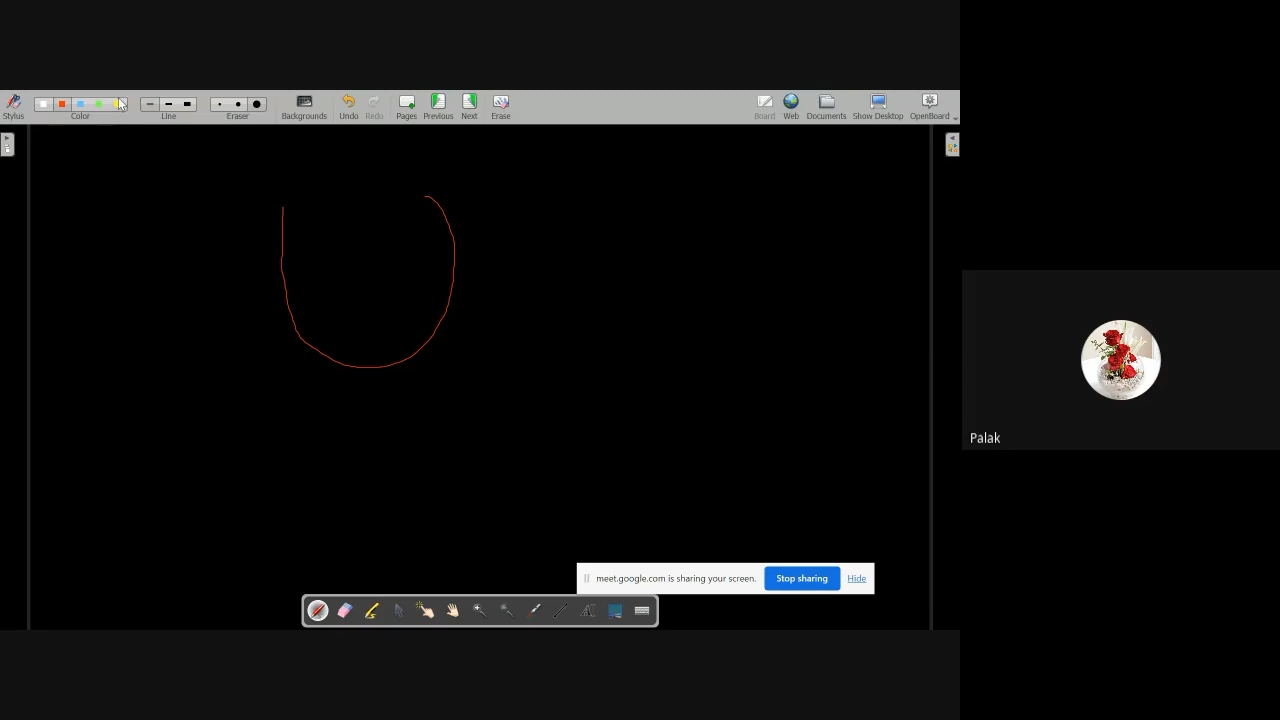 Stylus Color Line Eraser Backgrounds Undo Redo Pages Previous Next Erase Board Web Documents Show Desktop OpenBoard
Palak
meet.google.com is sharing your screen. Stop sharing Hide